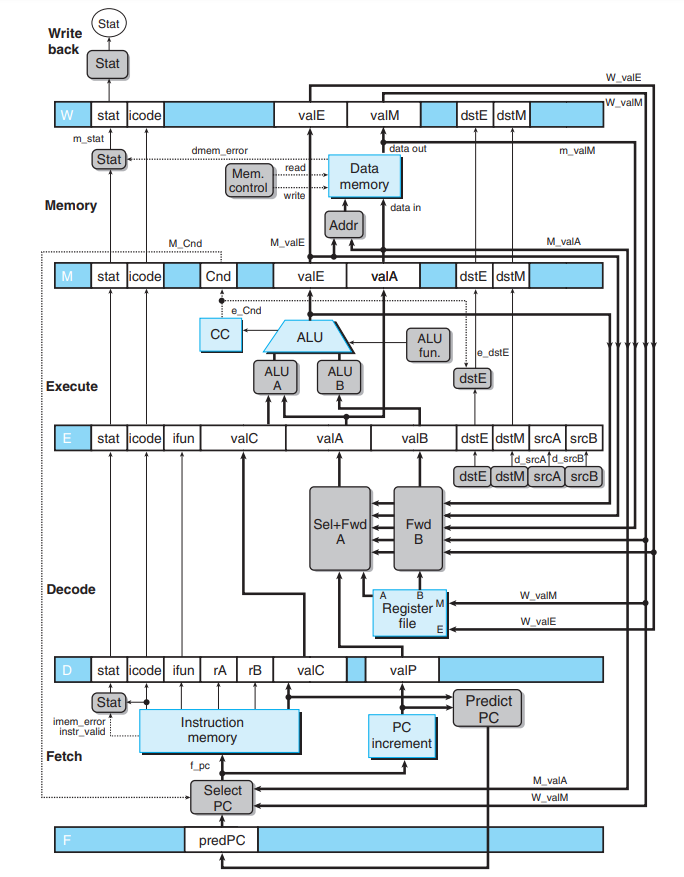 Stat
Write
back
Stat
W_valE
W_valM
W stat icode valE valM dstE dstM
m_stat
data out
m_valM
Stat
dmem_error
Mem.
control
read
write
Data
memory
data in
Memory
Addr
M_Cnd
M_valE
M_valA
M stat icode Cnd valE valA dstE dstM
e_Cnd
CC
ALU
ALU
fun.
e_dstE
ALU
A
ALU
B
dstE
Execute
E stat icode ifun valC valA valB dstE dstM srcA srcB
d_srcA d_srcB
dstE dstM srcA srcB
Sel+Fwd
A
Fwd
B
Decode
A B
M
Register
file
E
W_valM
W_valE
D stat icode ifun rA rB valC valP
Stat
imem_error
instr_valid
Instruction
memory
PC
increment
Predict
PC
Fetch
f_pc
Select
PC
M_valA
W_valM
F predPC